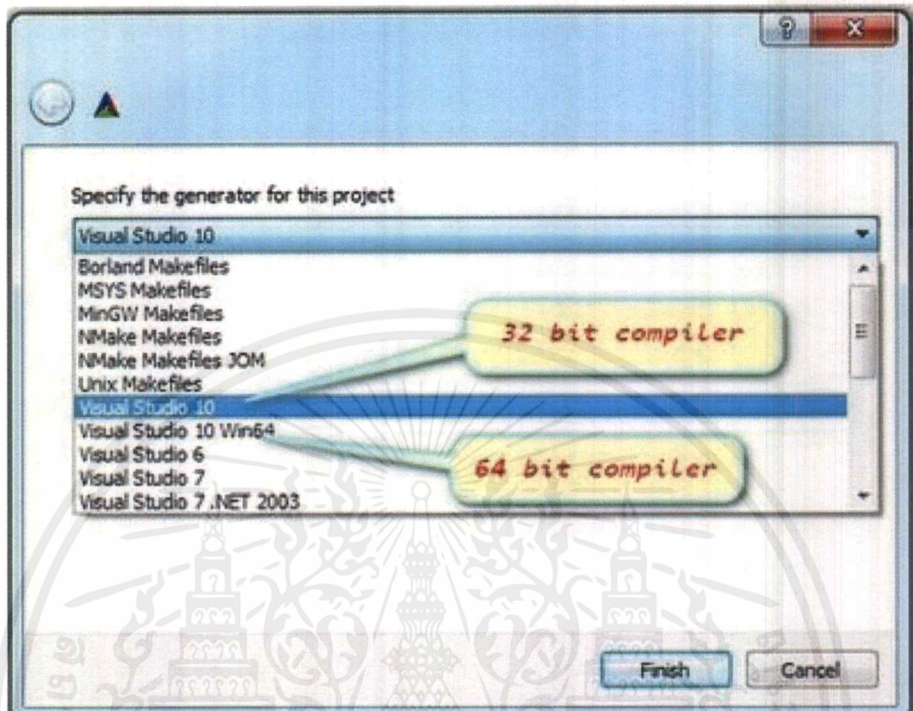 Specify the generator for this project
Visual Studio 10
Borland Makefiles
MSYS Makefiles
MinGW Makefiles
NMake Makefiles
NMake Makefiles JOM
Unix Makefiles
Visual Studio 10
Visual Studio 10 Win64
Visual Studio 6
Visual Studio 7
Visual Studio 7 .NET 2003
32 bit compiler
64 bit compiler
Finish
Cancel